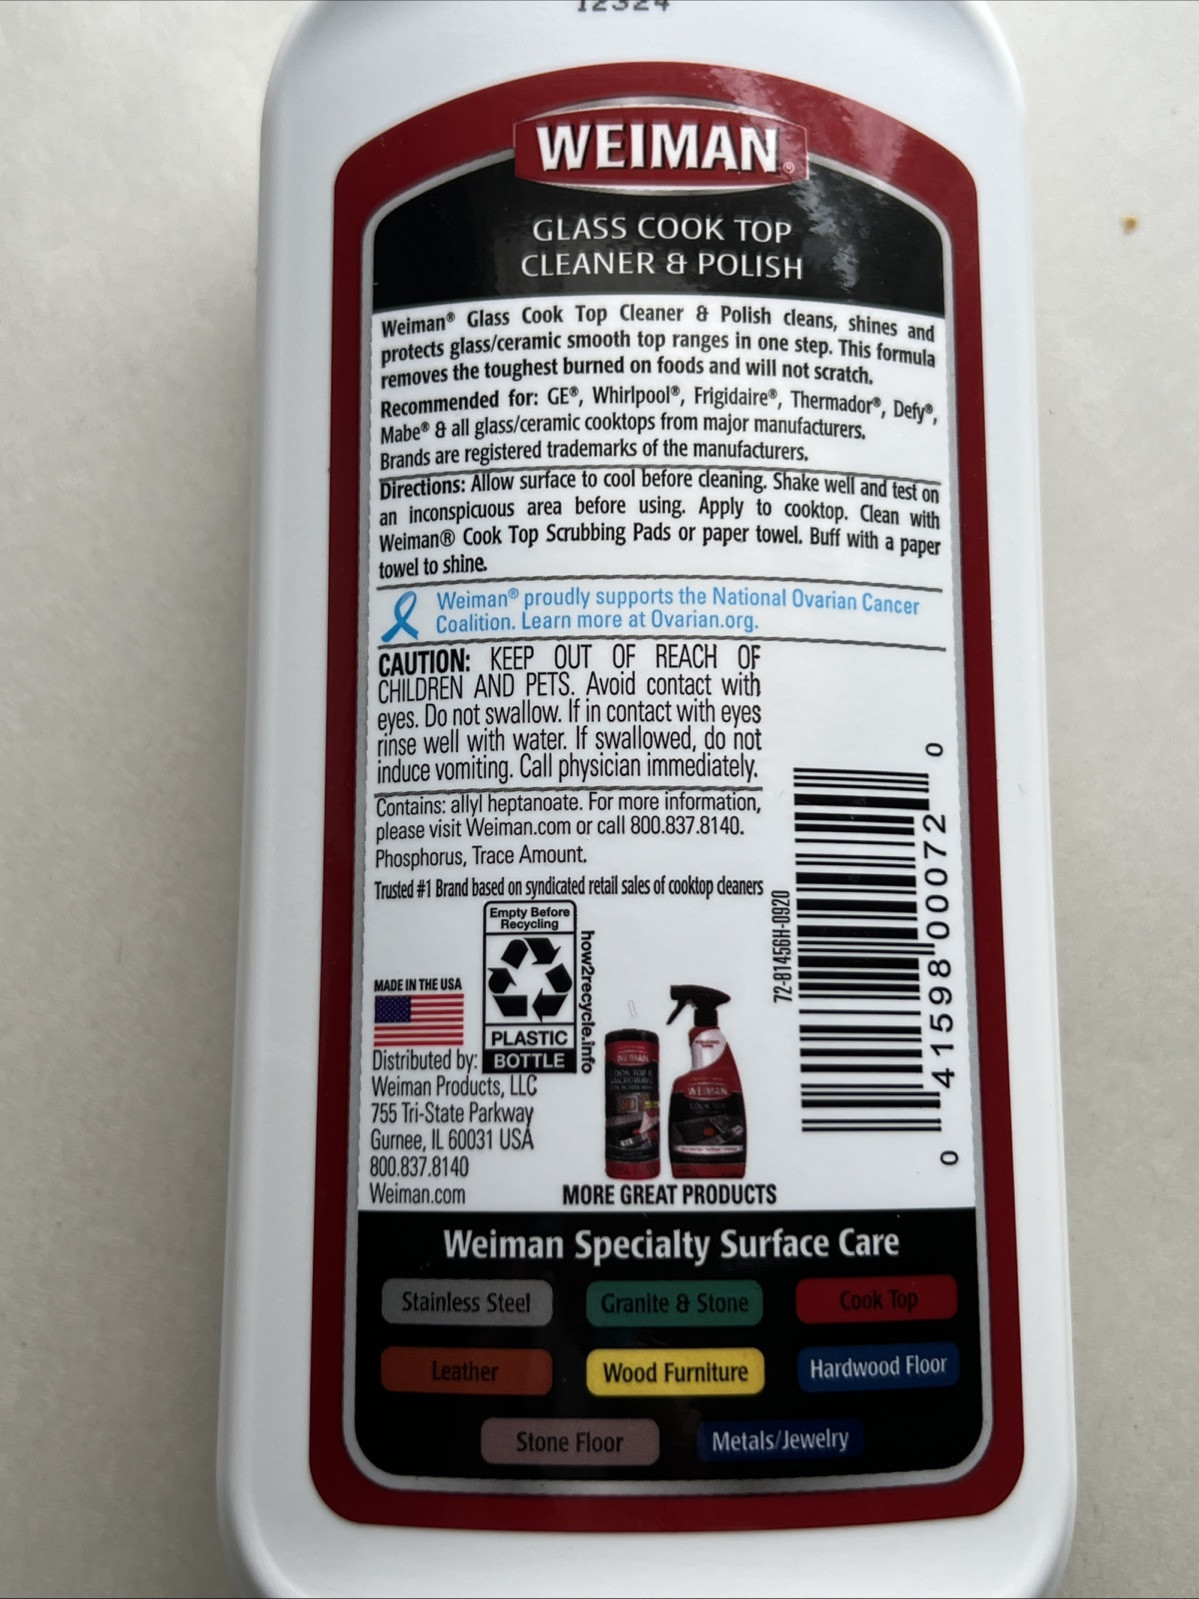 12324
WEIMAN®
GLASS COOK TOP
CLEANER & POLISH
Weiman® Glass Cook Top Cleaner & Polish cleans, shines and
protects glass/ceramic smooth top ranges in one step. This formula
removes the toughest burned on foods and will not scratch.
Recommended for: GE®, Whirlpool®, Frigidaire®, Thermador®, Defy®,
Mabe® & all glass/ceramic cooktops from major manufacturers.
Brands are registered trademarks of the manufacturers.
Directions: Allow surface to cool before cleaning. Shake well and test on
an inconspicuous area before using. Apply to cooktop. Clean with
Weiman® Cook Top Scrubbing Pads or paper towel. Buff with a paper
towel to shine.
Weiman® proudly supports the National Ovarian Cancer
Coalition. Learn more at Ovarian.org.
CAUTION: KEEP OUT OF REACH OF
CHILDREN AND PETS. Avoid contact with
eyes. Do not swallow. If in contact with eyes
rinse well with water. If swallowed, do not
induce vomiting. Call physician immediately.
Contains: allyl heptanoate. For more information,
please visit Weiman.com or call 800.837.8140.
Phosphorus, Trace Amount.
Trusted #1 Brand based on syndicated retail sales of cooktop cleaners
72-81456H-0920
0 41598 00072 0
Empty Before
Recycling
PLASTIC
BOTTLE
how2recycle.info
MADE IN THE USA
Distributed by:
Weiman Products, LLC
755 Tri-State Parkway
Gurnee, IL 60031 USA
800.837.8140
Weiman.com
WEIMAN
WEIMAN
MORE GREAT PRODUCTS
Weiman Specialty Surface Care
Stainless Steel
Granite & Stone
Cook Top
Leather
Wood Furniture
Hardwood Floor
Stone Floor
Metals/Jewelry